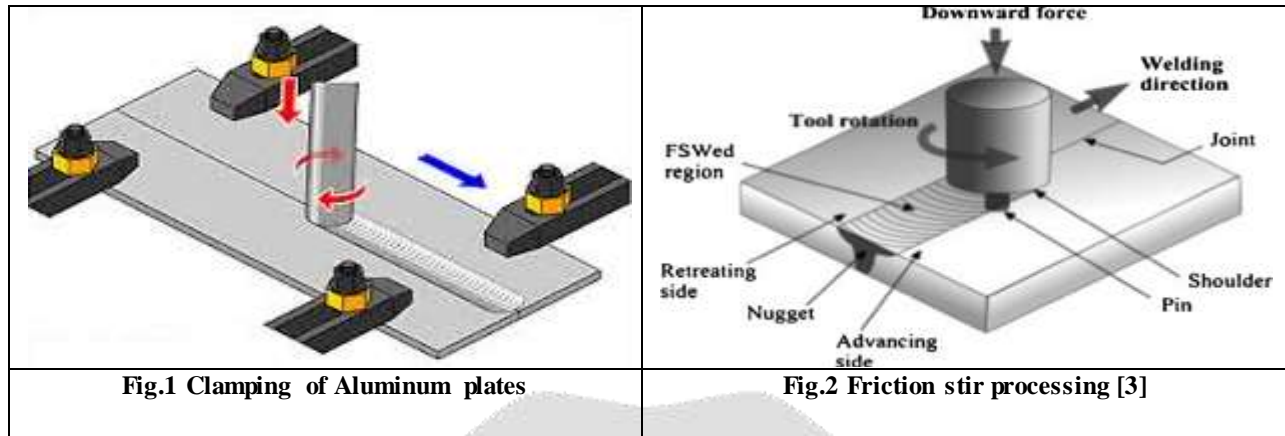 Downward force
Welding
direction
Tool rotation
FSWed
region
Joint
Retreating
side
Nugget
Advancing
side
Pin
Shoulder
Fig.1 Clamping of Aluminum plates
Fig.2 Friction stir processing [3]